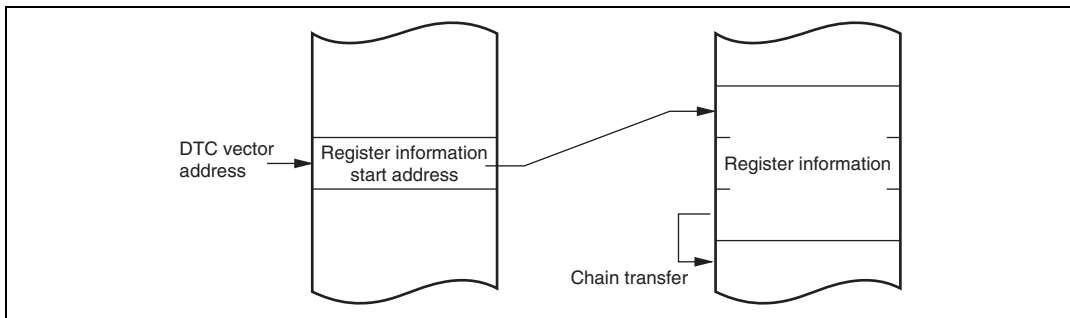 DTC vector
address
Register information
start address
Register information
Chain transfer